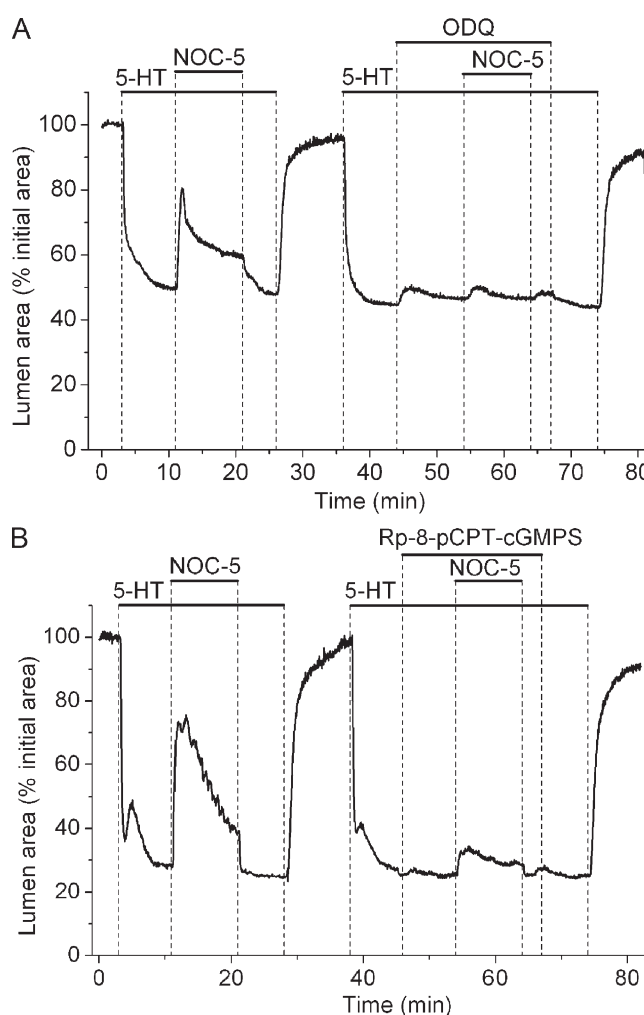 A
ODQ
NOC-5
NOC-5
5-HT
5-HT
100
80
60
40
20
0
Lumen area (% initial area)
0 10 20 30 40 50 60 70 80
Time (min)
B
Rp-8-pCPT-cGMPS
NOC-5
NOC-5
5-HT
5-HT
100
80
60
40
20
0
Lumen area (% initial area)
0 20 40 60 80
Time (min)